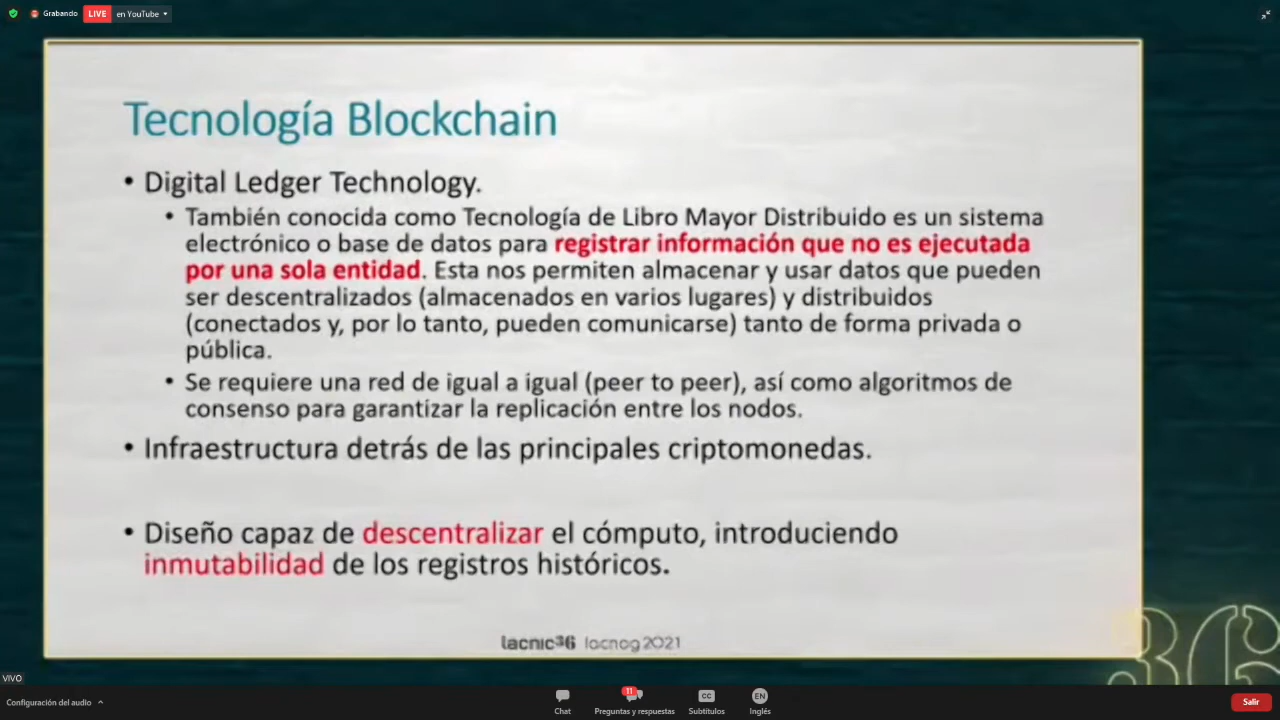 Grabando
LIVE
en YouTube
Tecnología Blockchain
• Digital Ledger Technology.
• También conocida como Tecnología de Libro Mayor Distribuido es un sistema
electrónico o base de datos para registrar información que no es ejecutada
por una sola entidad. Esta nos permiten almacenar y usar datos que pueden
ser descentralizados (almacenados en varios lugares) y distribuidos
(conectados y, por lo tanto, pueden comunicarse) tanto de forma privada o
pública.
• Se requiere una red de igual a igual (peer to peer), así como algoritmos de
consenso para garantizar la replicación entre los nodos.
• Infraestructura detrás de las principales criptomonedas.
• Diseño capaz de descentralizar el cómputo, introduciendo
inmutabilidad de los registros históricos.
lacnic36 lacnog2021
36
VIVO
Configuración del audio
Chat
11
Preguntas y respuestas
CC
Subtítulos
EN
Inglés
Salir